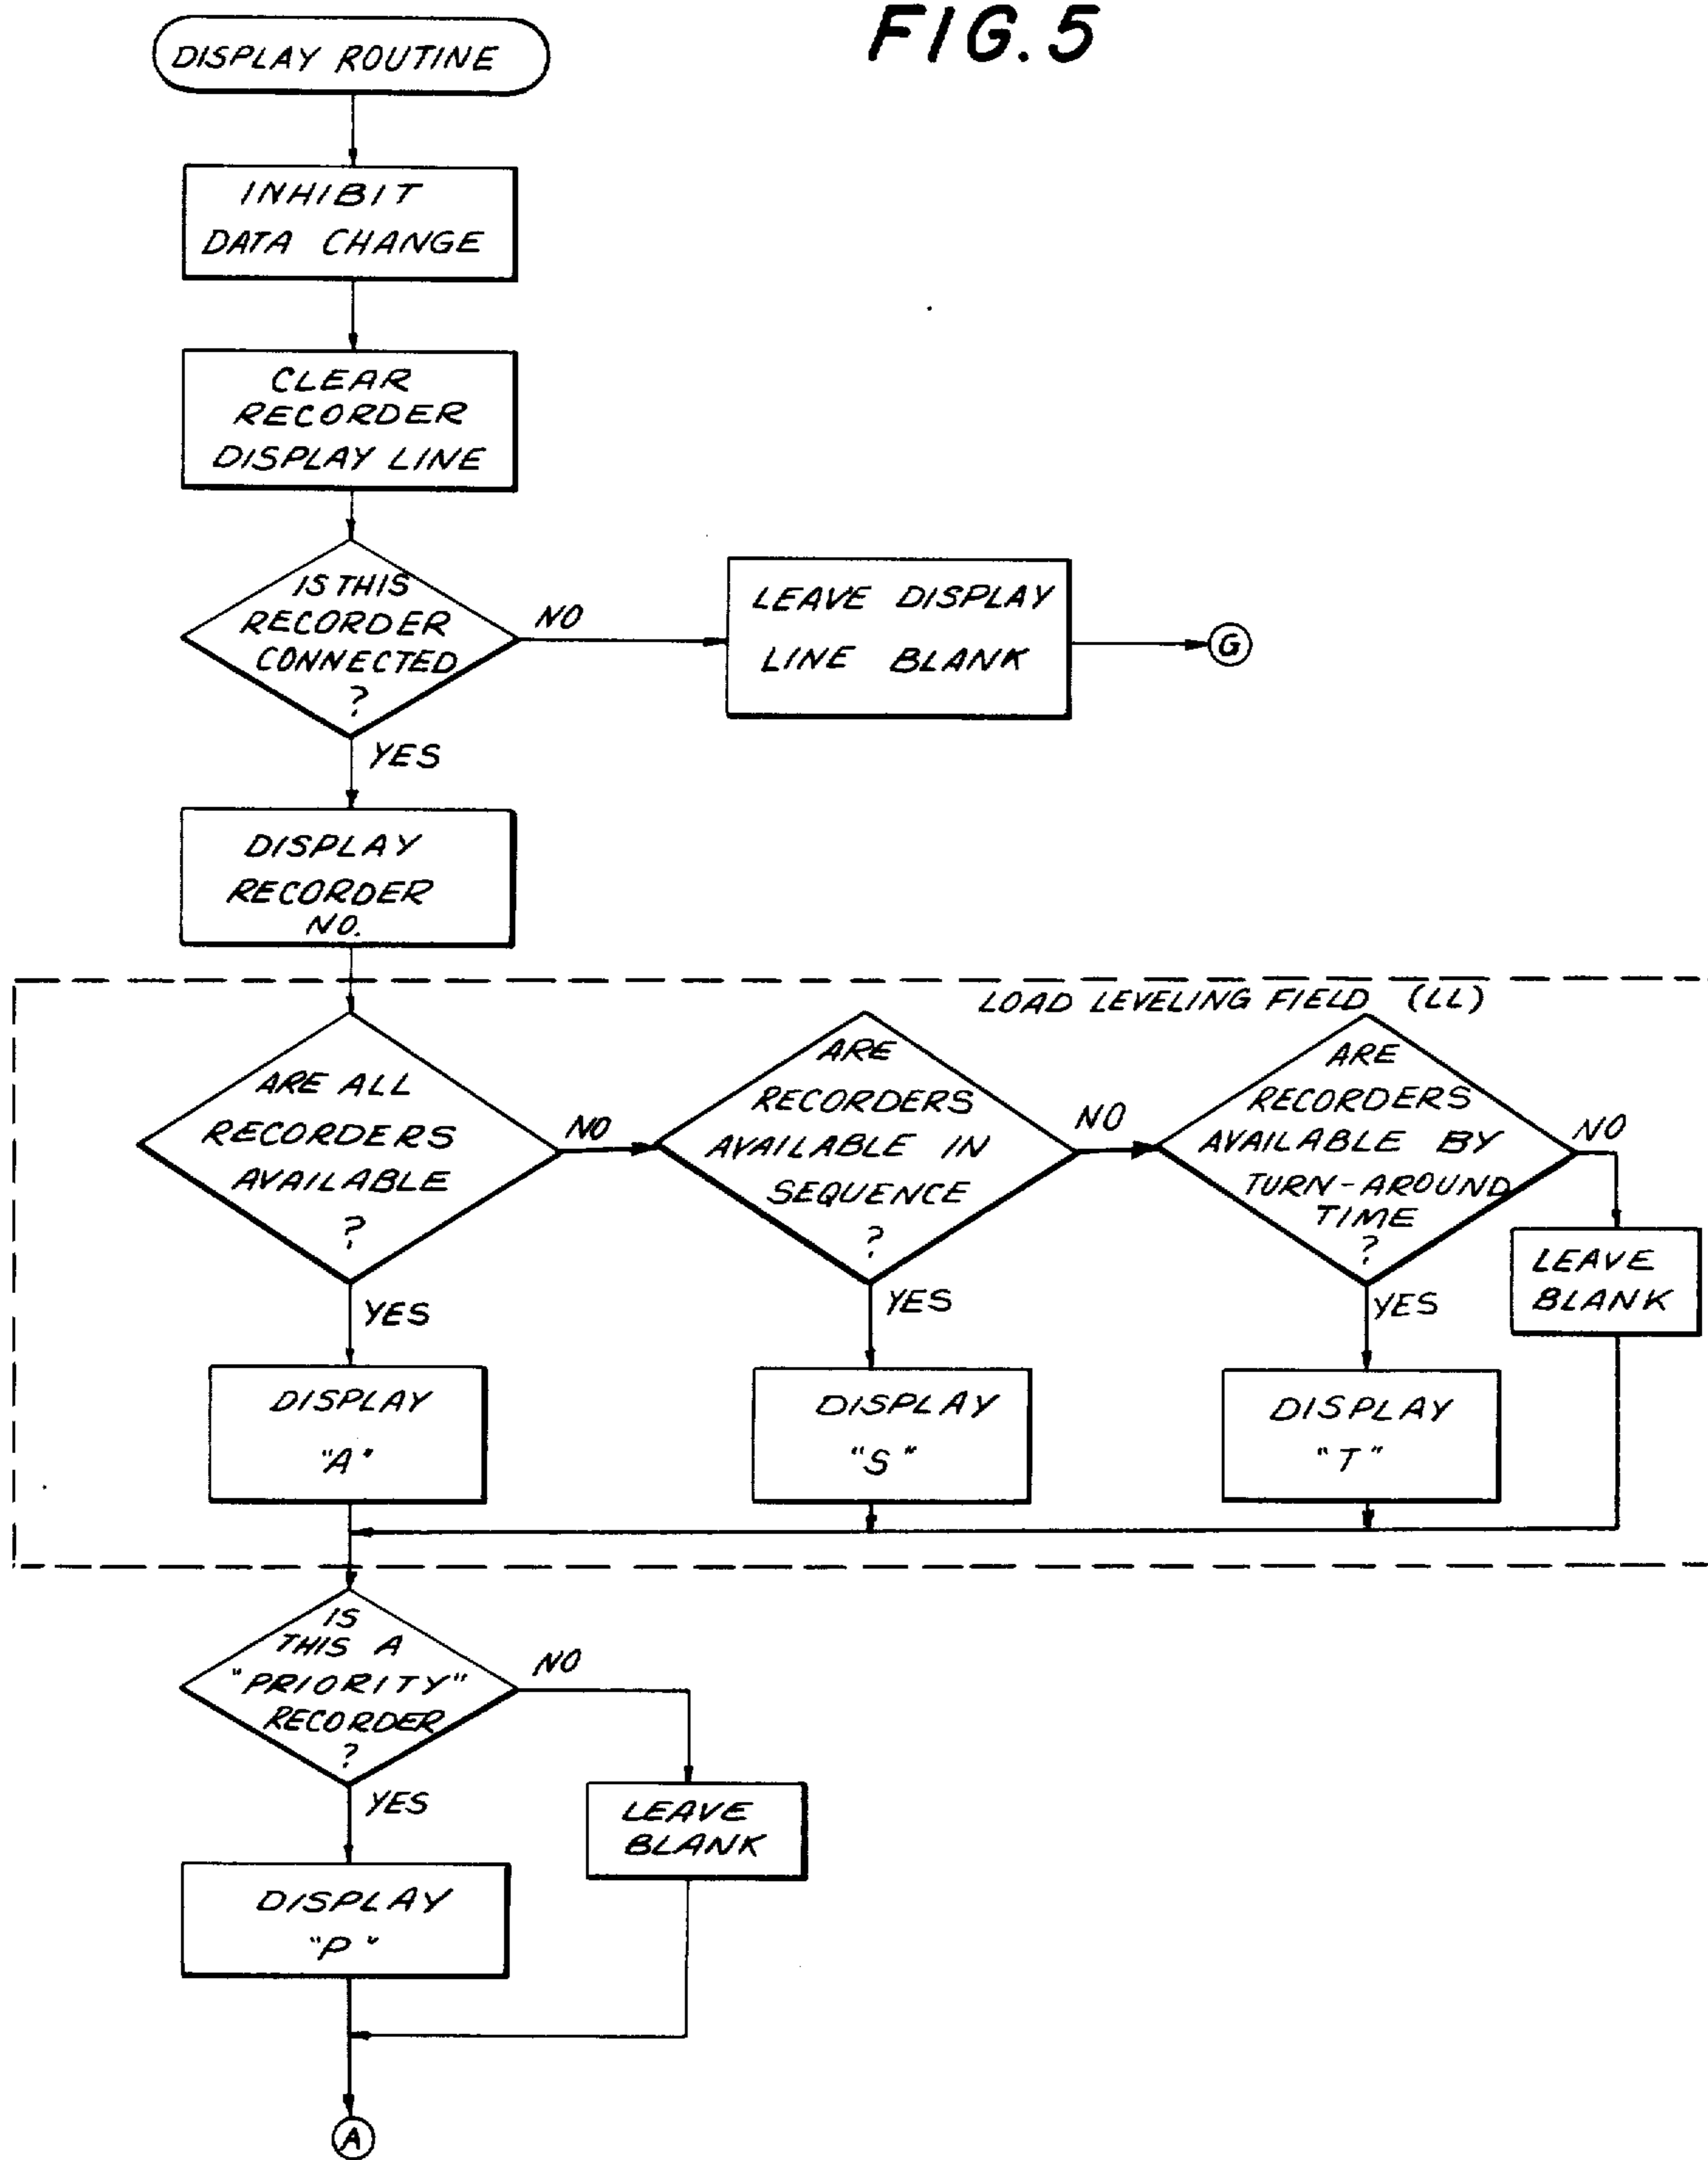 FIG. 5
DISPLAY ROUTINE
INHIBIT
DATA CHANGE
CLEAR
RECORDER
DISPLAY LINE
IS THIS
RECORDER
CONNECTED
?
NO
LEAVE DISPLAY
LINE BLANK
G
YES
DISPLAY
RECORDER
NO.
LOAD LEVELING FIELD (LL)
ARE ALL
RECORDERS
AVAILABLE
?
NO
ARE
RECORDERS
AVAILABLE IN
SEQUENCE
?
NO
ARE
RECORDERS
AVAILABLE BY
TURN-AROUND
TIME
?
NO
LEAVE
BLANK
YES
YES
YES
DISPLAY
"A"
DISPLAY
"S"
DISPLAY
"T"
IS
THIS A
"PRIORITY"
RECORDER
?
NO
LEAVE
BLANK
YES
DISPLAY
"P"
A